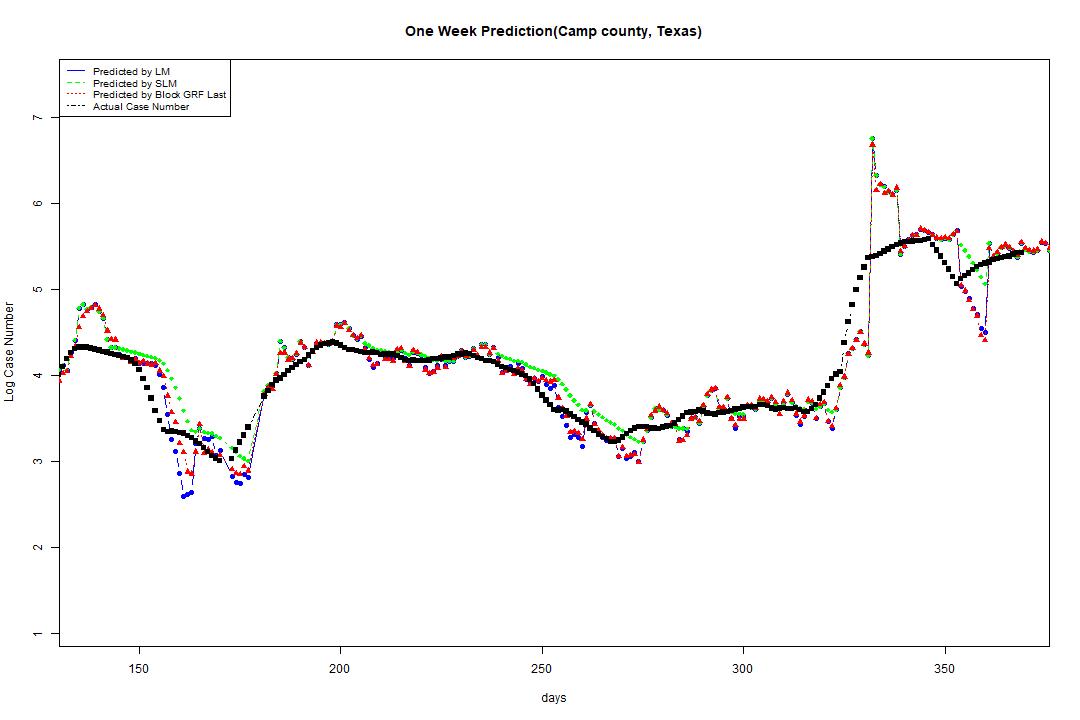 One Week Prediction(Camp county, Texas)
Predicted by LM
Predicted by SLM
Predicted by Block GRF Last
Actual Case Number
Log Case Number
7
6
5
4
3
2
1
150 200 250 300 350
days